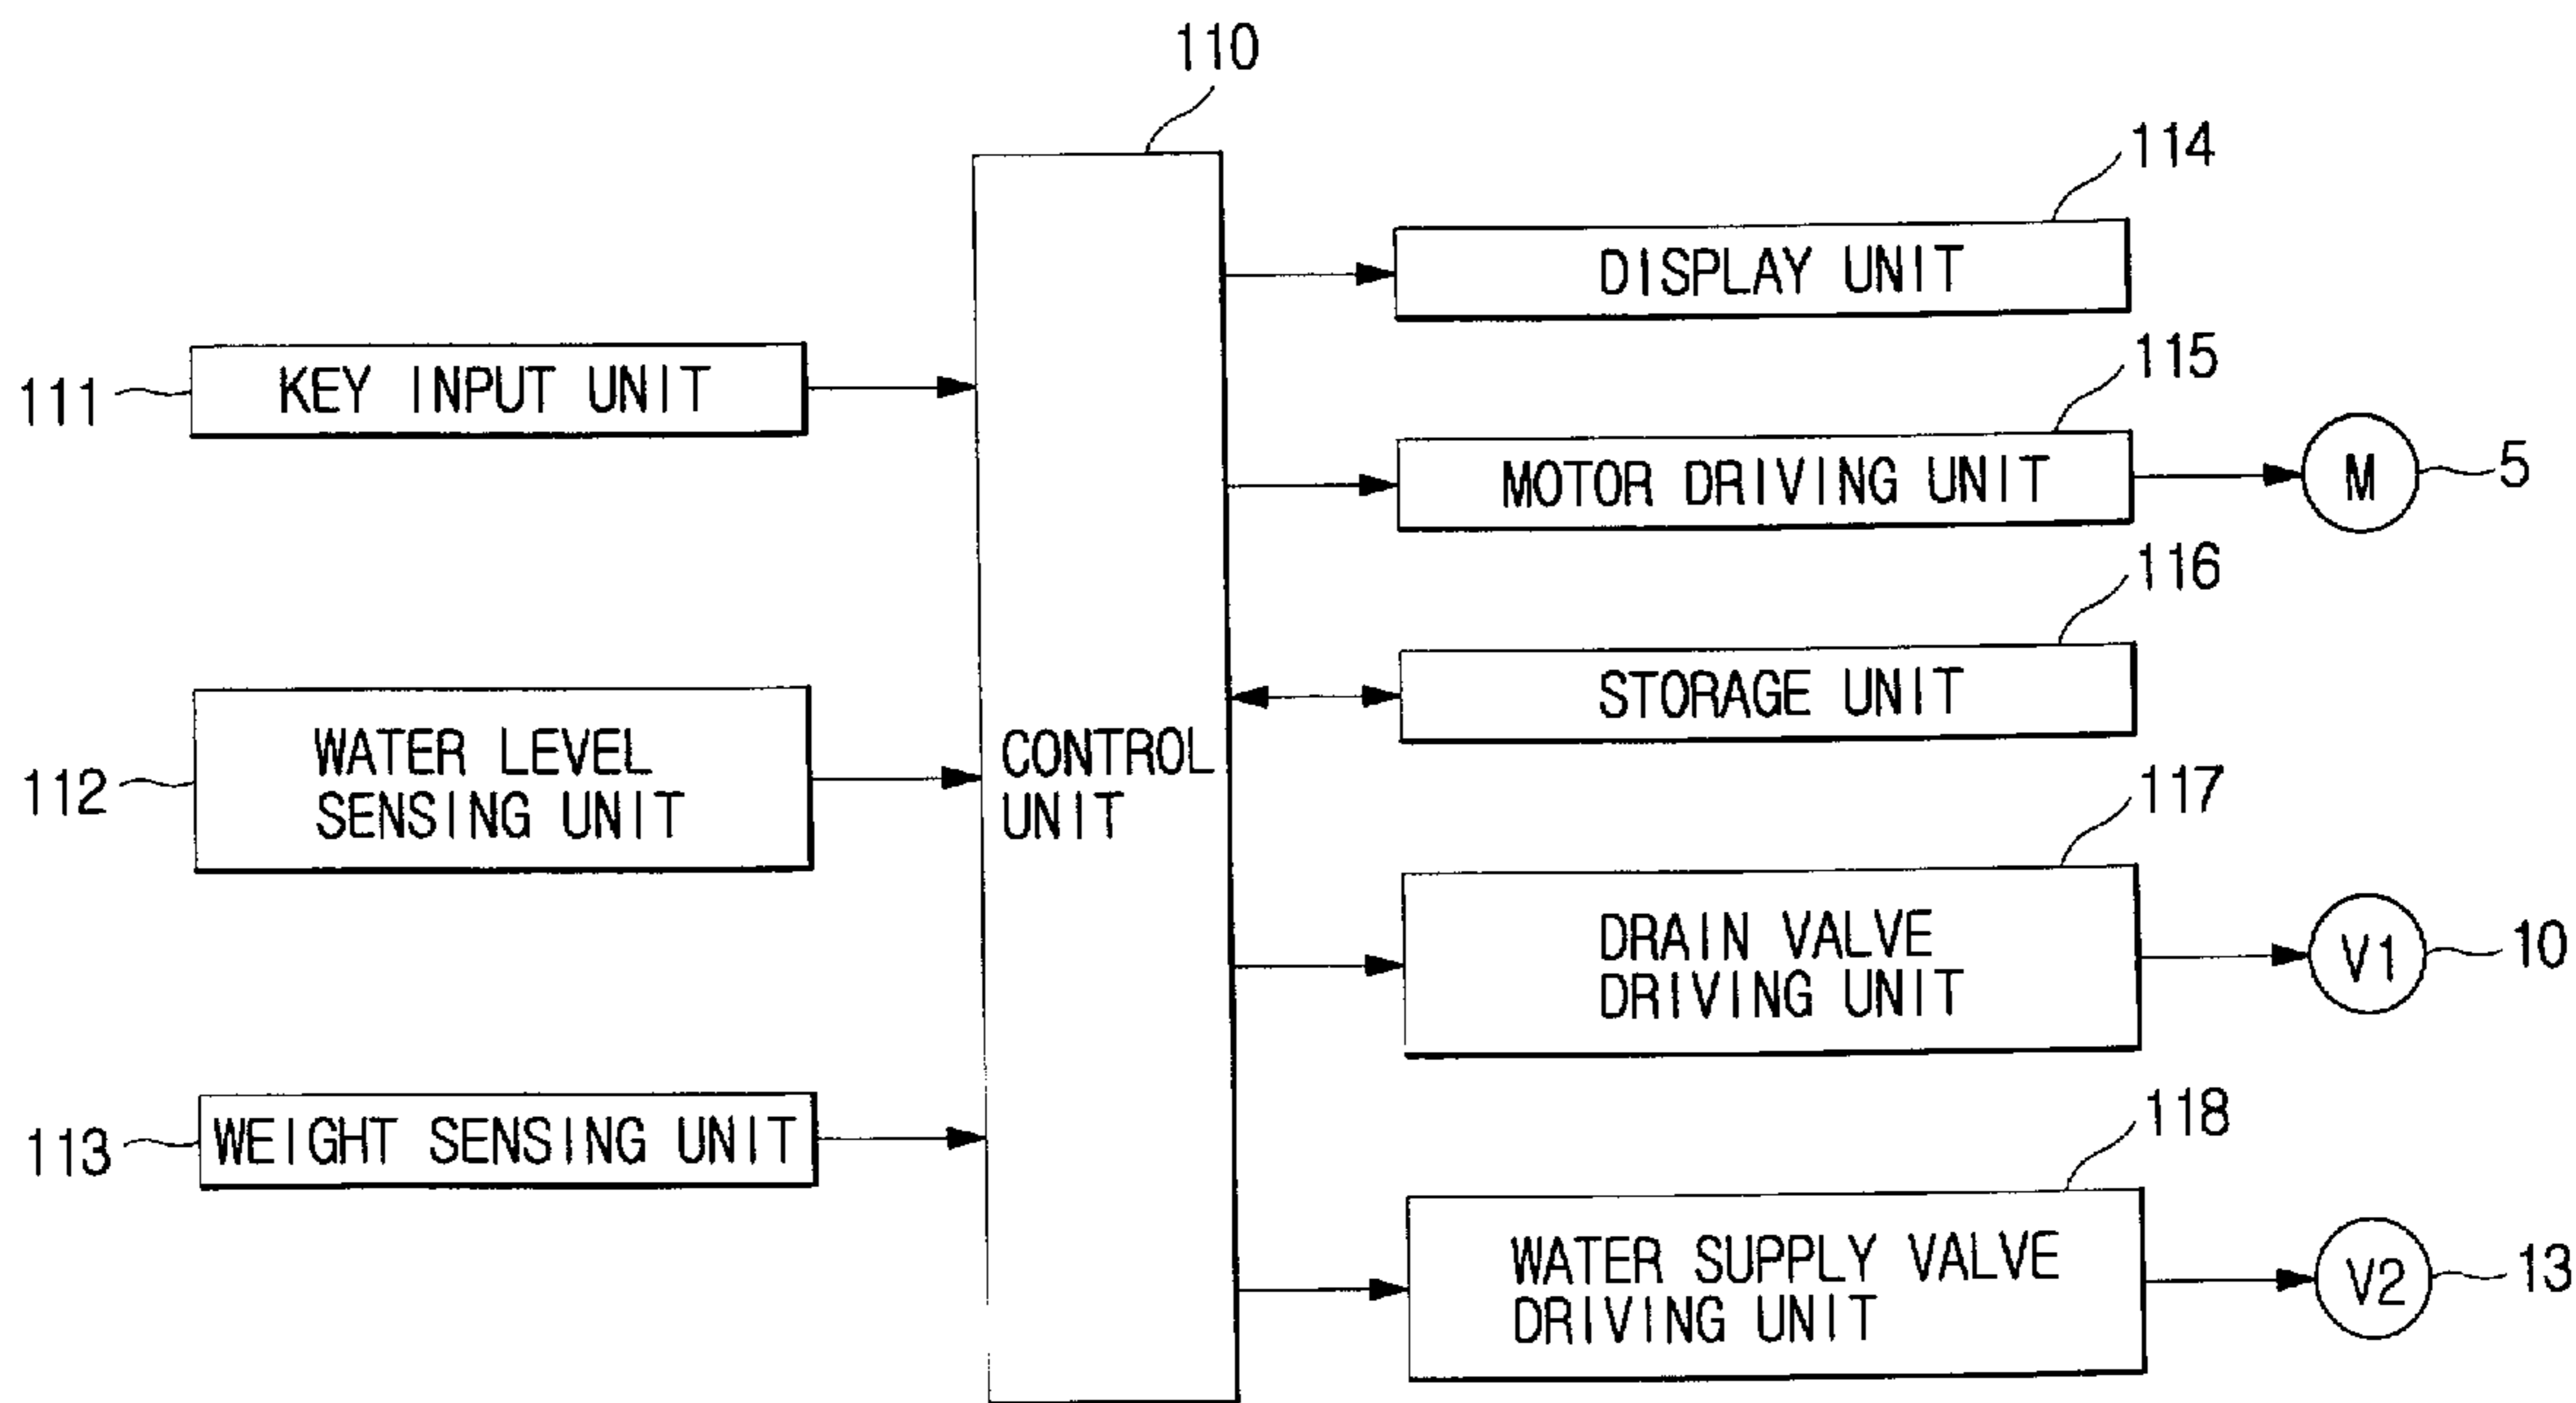 110
114
DISPLAY UNIT
115
111
KEY INPUT UNIT
MOTOR DRIVING UNIT
M
5
116
STORAGE UNIT
112
WATER LEVEL
SENSING UNIT
CONTROL
UNIT
117
DRAIN VALVE
DRIVING UNIT
V1
10
113
WEIGHT SENSING UNIT
118
WATER SUPPLY VALVE
DRIVING UNIT
V2
13